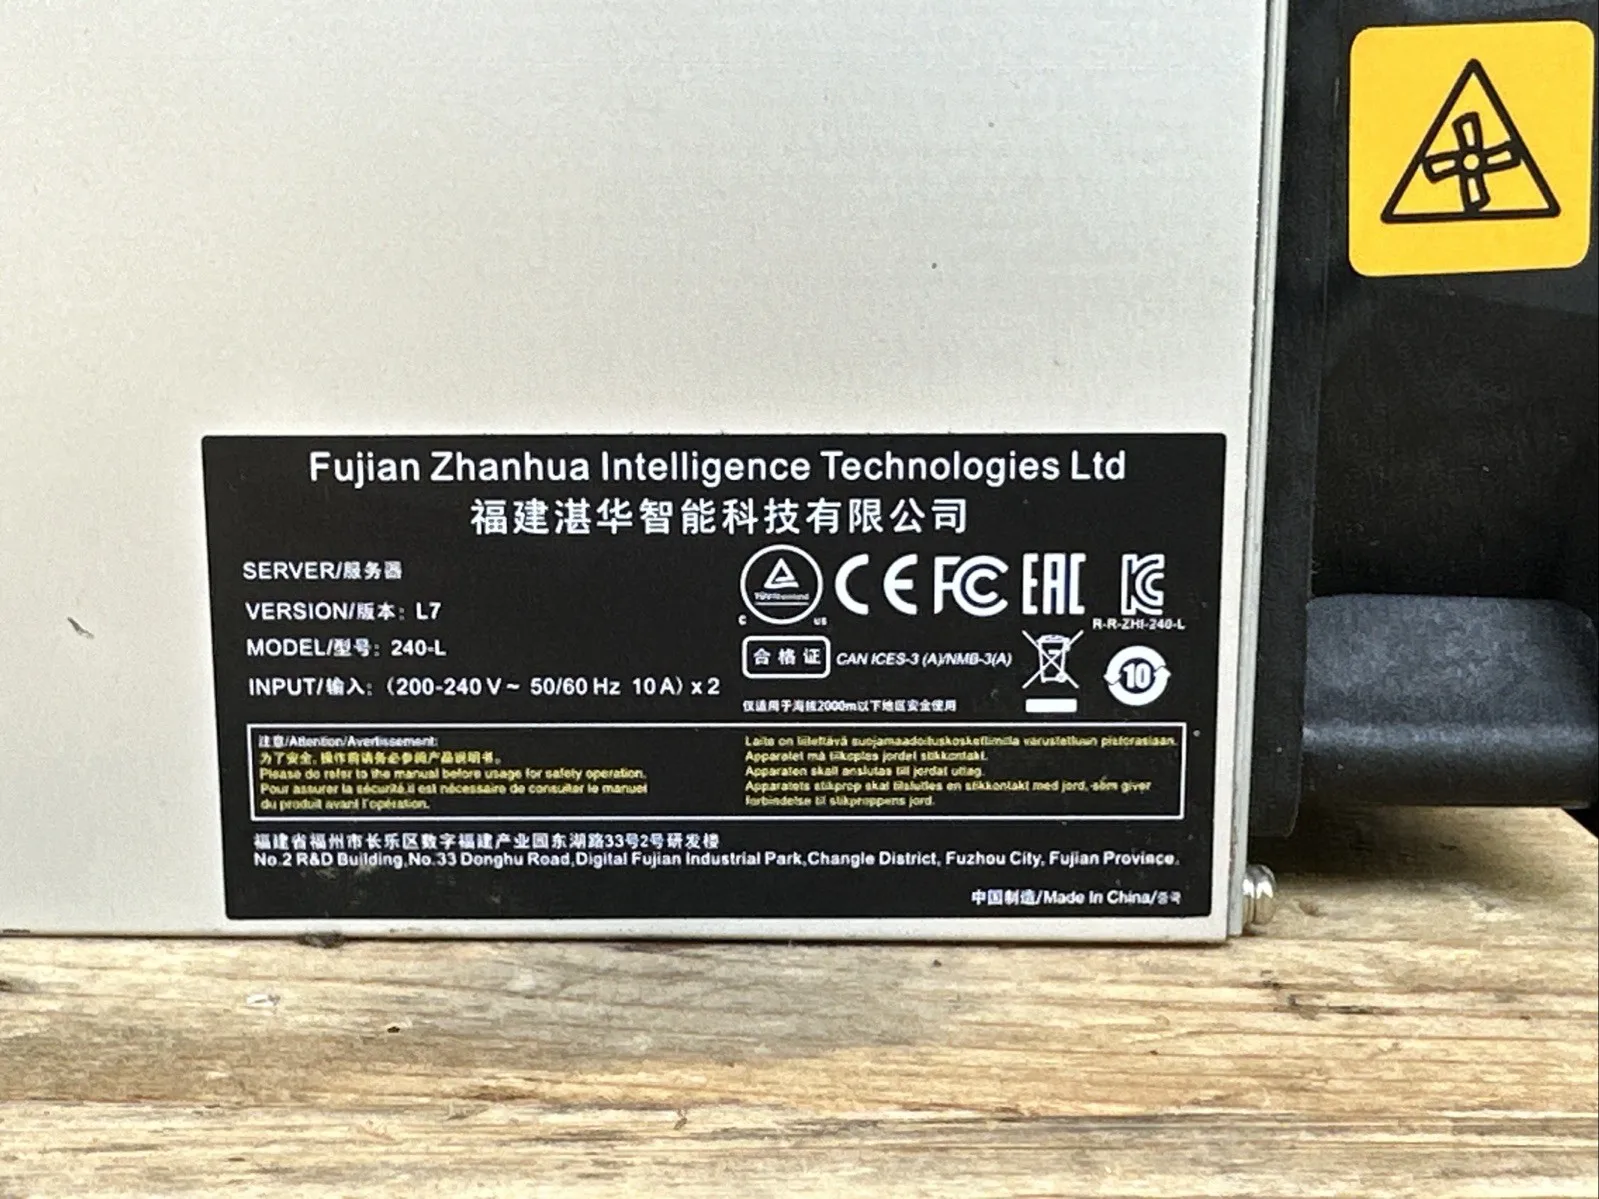 Fujian Zhanhua Intelligence Technologies Ltd
福建湛华智能科技有限公司
SERVER/服务器
VERSION/版本: L7
MODEL/型号: 240-L
INPUT/输入: (200-240 V~ 50/60 Hz 10 A) x 2
TÜVRheinland
C US
CE FC EAC KC
R-R-ZHI-240-L
合格证 CAN ICES-3 (A)/NMB-3(A)
10
仅适用于海拔2000m以下地区安全使用
注意/Attention/Avertissement:
为了安全, 操作前请务必参阅产品说明书。
Please do refer to the manual before usage for safety operation.
Pour assurer la sécurité,il est nécessaire de consulter le manuel
du produit avant l'opération.
Laite on liitettävä suojamaadoituskoskettimilla varustettuun pistorasiaan.
Apparatet må tilkoples jordet stikkontakt.
Apparaten skall anslutas till jordat uttag.
Apparatets stikprop skal tilsluttes en stikkontakt med jord, som giver
forbindelse til stikproppens jord.
福建省福州市长乐区数字福建产业园东湖路33号2号研发楼
No.2 R&D Building,No.33 Donghu Road,Digital Fujian Industrial Park,Changle District, Fuzhou City, Fujian Province.
中国制造/Made In China/중국